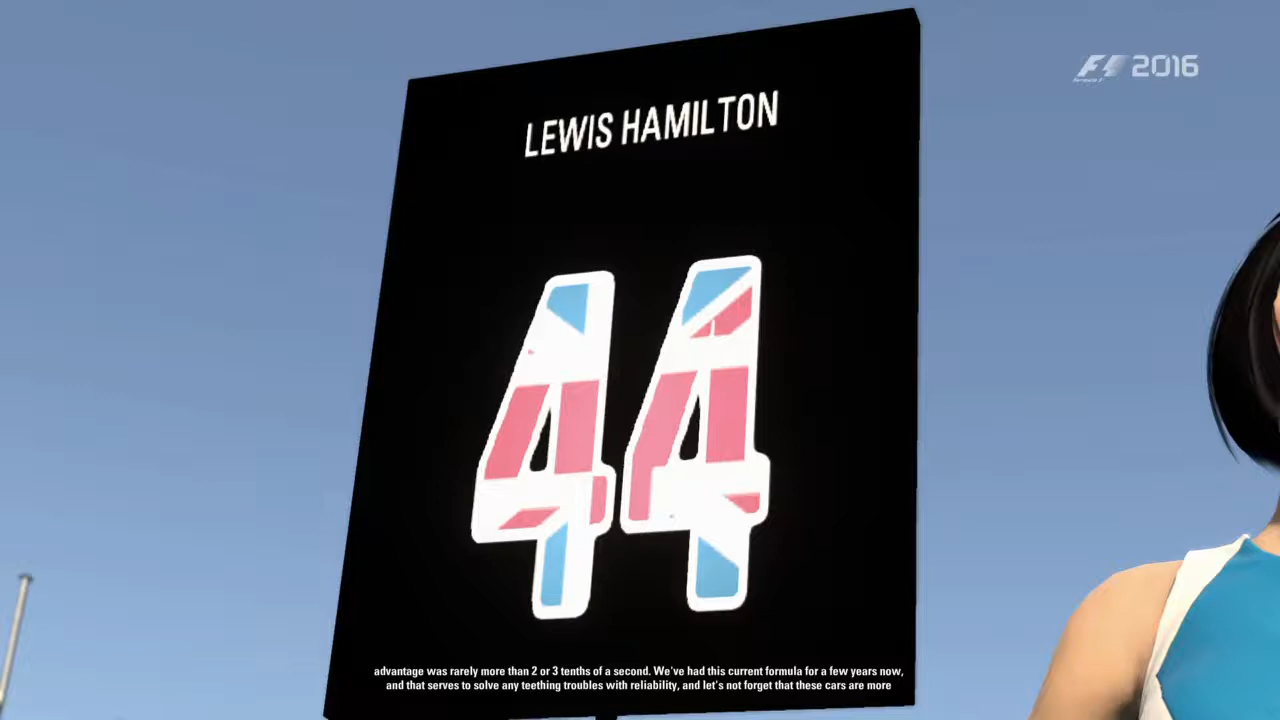 F1 2016
LEWIS HAMILTON
44
advantage was rarely more than 2 or 3 tenths of a second. We've had this current formula for a few years now,
and that serves to solve any teething troubles with reliability, and let's not forget that these cars are more